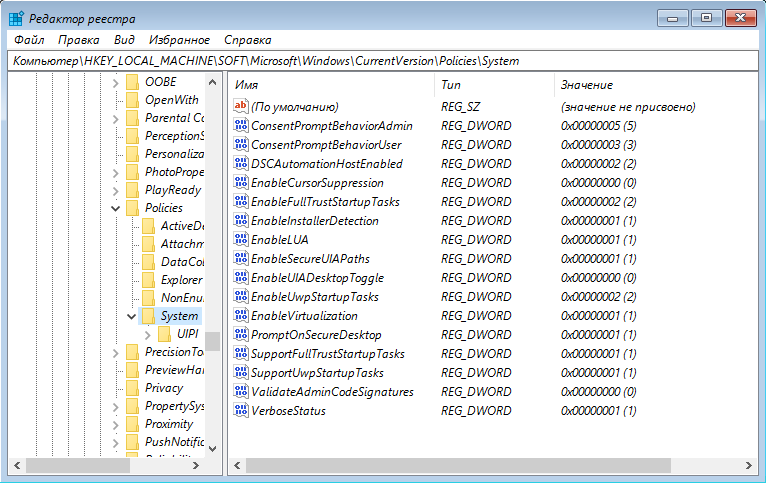 Редактор реестра
Файл Правка Вид Избранное Справка
Компьютер\HKEY_LOCAL_MACHINE\SOFT\Microsoft\Windows\CurrentVersion\Policies\System
OOBE
OpenWith
Parental Co
PerceptionS
Personaliza
PhotoPrope
PlayReady
Policies
ActiveDe
Attachm
DataCol
Explorer
NonEnu
System
UIPI
PrecisionTo
PreviewHan
Privacy
PropertySys
Proximity
PushNotific
Имя Тип Значение
(По умолчанию) REG_SZ (значение не присвоено)
ConsentPromptBehaviorAdmin REG_DWORD 0x00000005 (5)
ConsentPromptBehaviorUser REG_DWORD 0x00000003 (3)
DSCAutomationHostEnabled REG_DWORD 0x00000002 (2)
EnableCursorSuppression REG_DWORD 0x00000000 (0)
EnableFullTrustStartupTasks REG_DWORD 0x00000002 (2)
EnableInstallerDetection REG_DWORD 0x00000001 (1)
EnableLUA REG_DWORD 0x00000001 (1)
EnableSecureUIAPaths REG_DWORD 0x00000001 (1)
EnableUIADesktopToggle REG_DWORD 0x00000000 (0)
EnableUwpStartupTasks REG_DWORD 0x00000002 (2)
EnableVirtualization REG_DWORD 0x00000001 (1)
PromptOnSecureDesktop REG_DWORD 0x00000001 (1)
SupportFullTrustStartupTasks REG_DWORD 0x00000001 (1)
SupportUwpStartupTasks REG_DWORD 0x00000001 (1)
ValidateAdminCodeSignatures REG_DWORD 0x00000000 (0)
VerboseStatus REG_DWORD 0x00000001 (1)